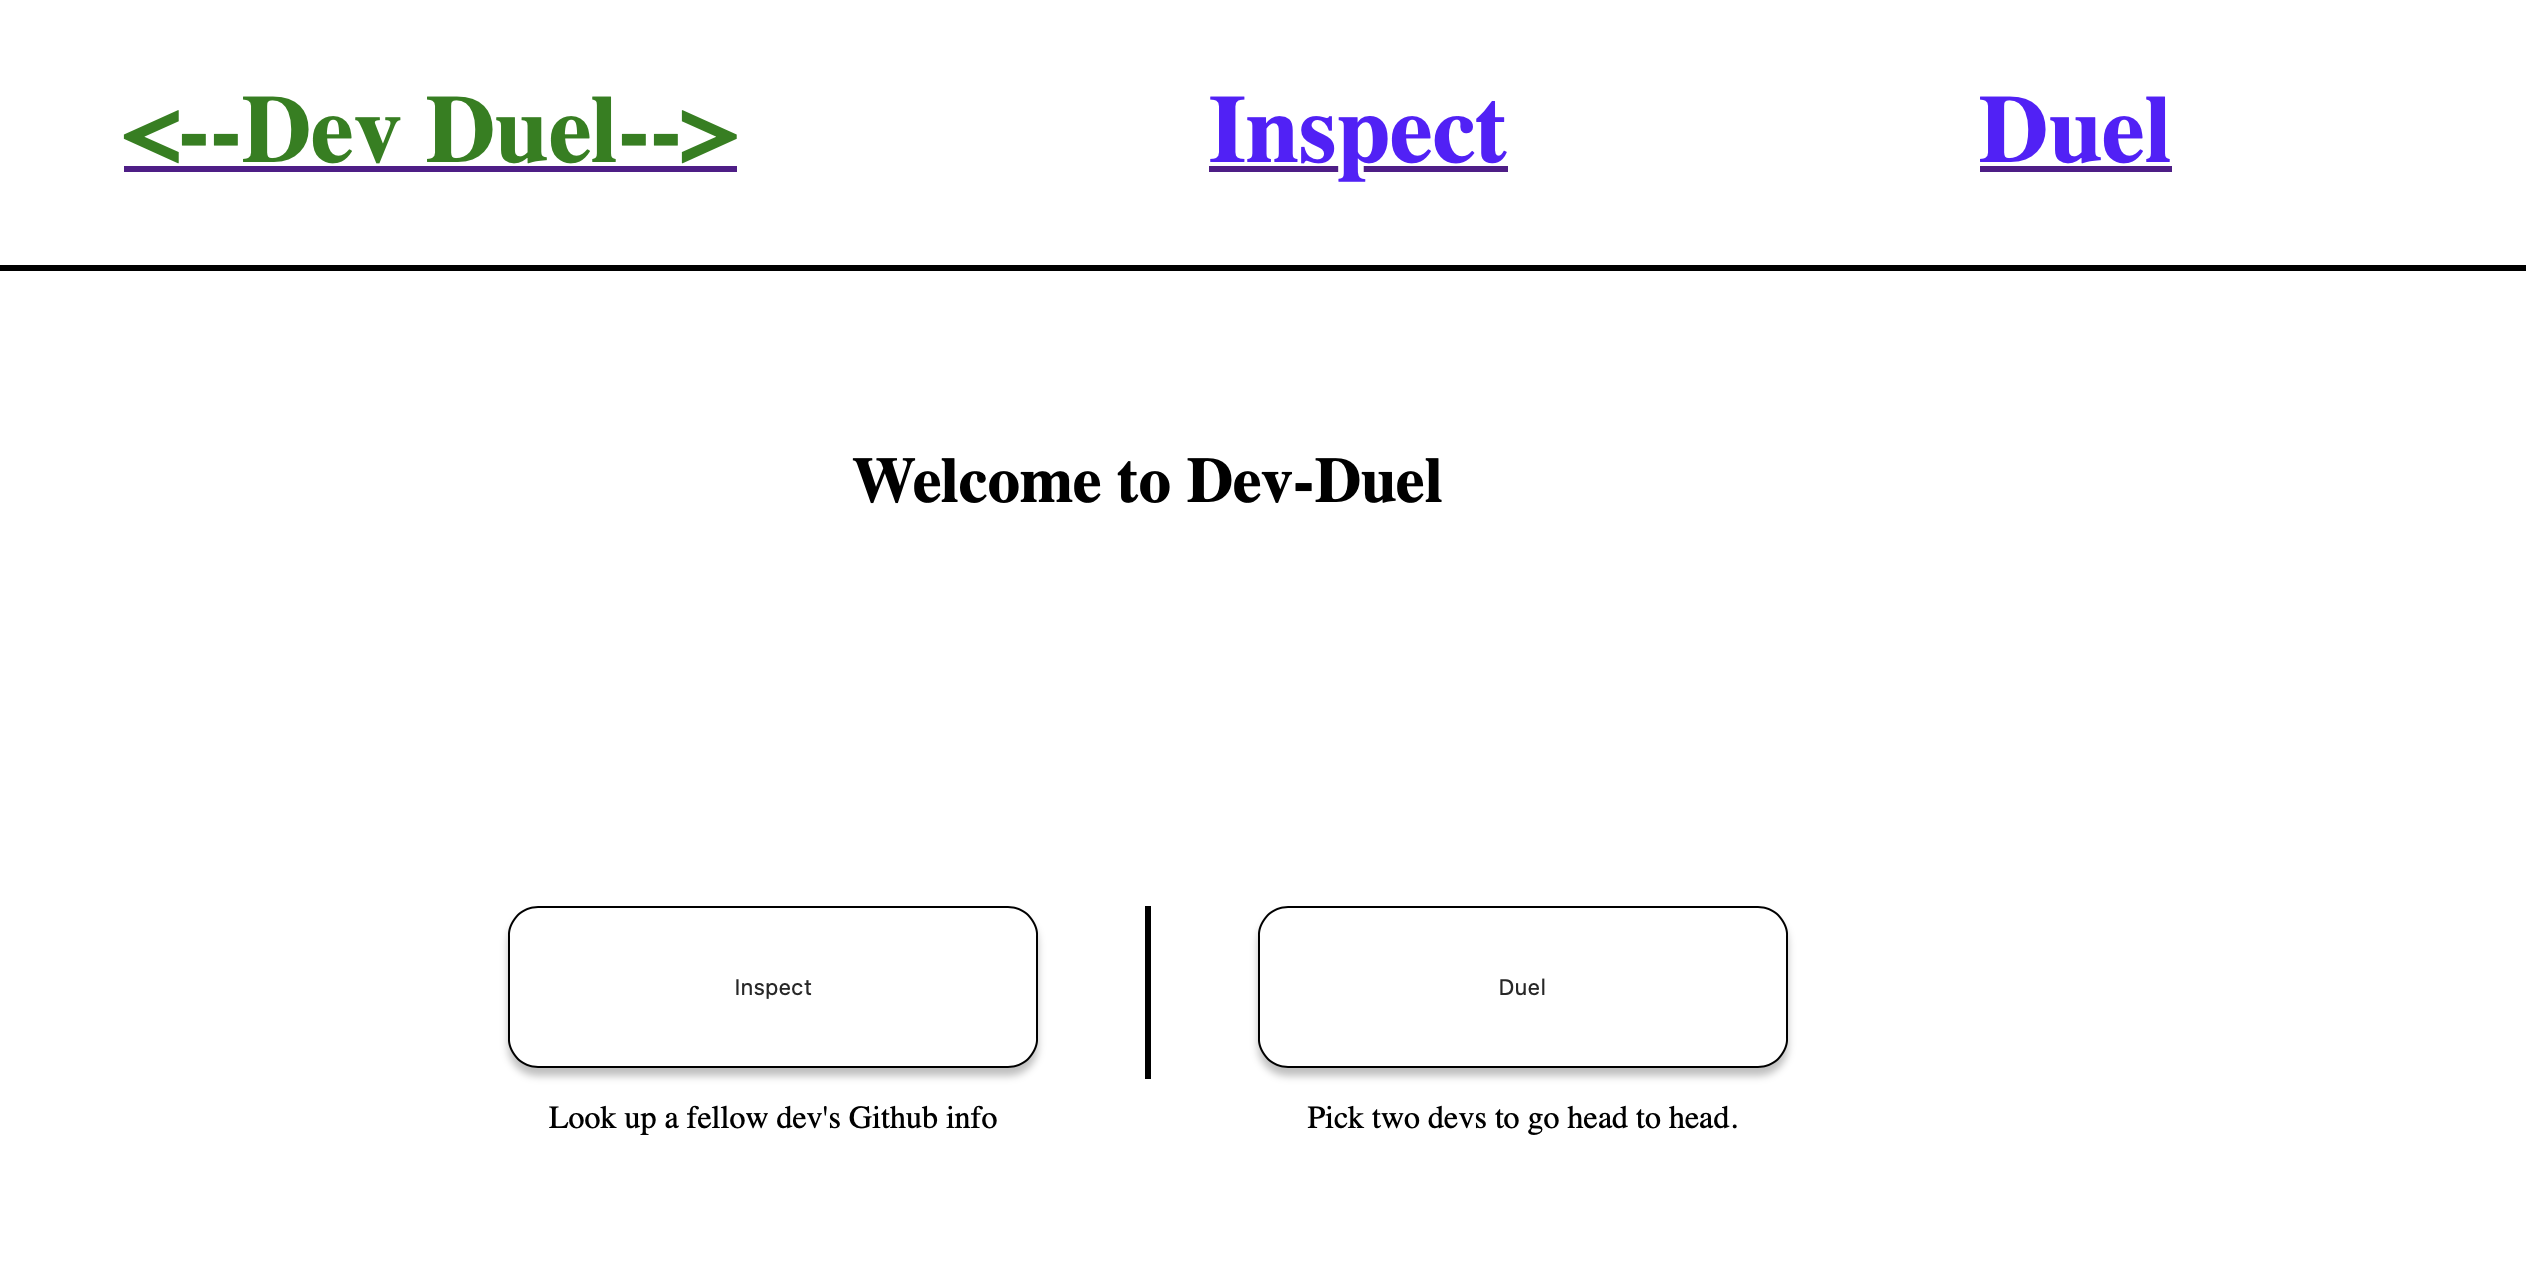 <--Dev Duel--> Inspect Duel
Welcome to Dev-Duel
Inspect Duel
Look up a fellow dev's Github info Pick two devs to go head to head.